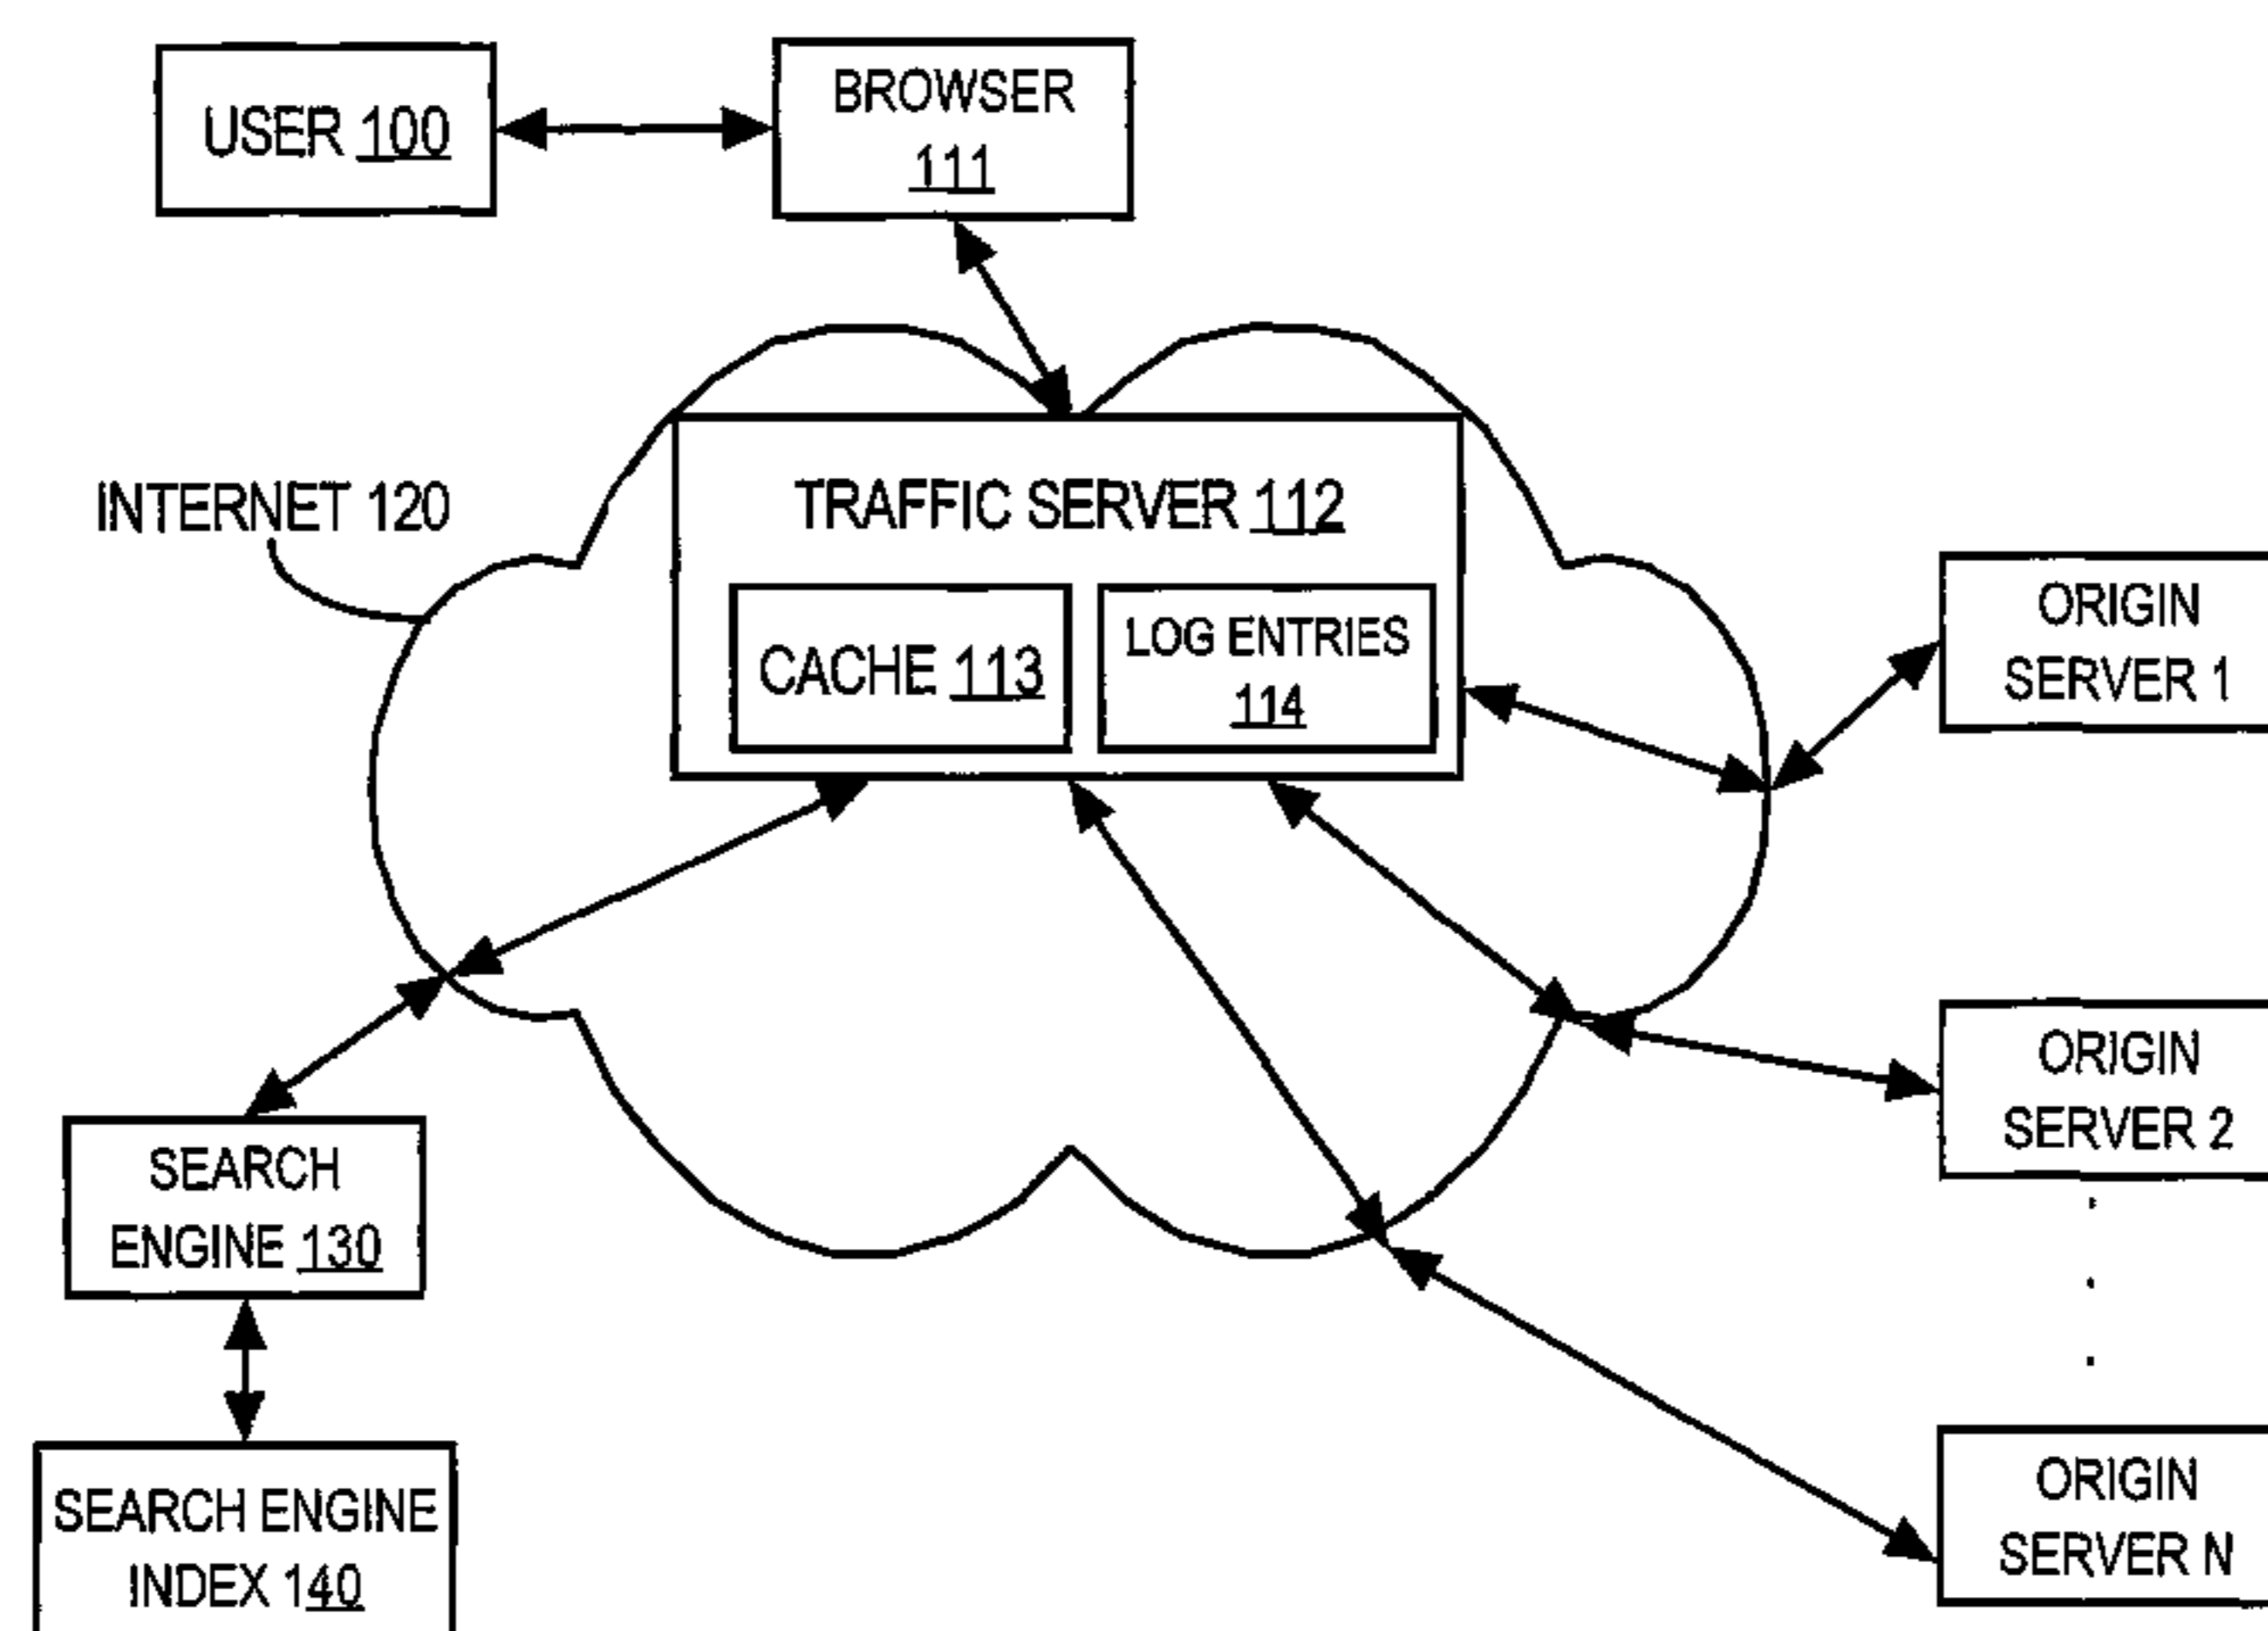 USER 100
BROWSER
111
INTERNET 120
TRAFFIC SERVER 112
CACHE 113
LOG ENTRIES
114
ORIGIN
SERVER 1
ORIGIN
SERVER 2
SEARCH
ENGINE 130
SEARCH ENGINE
INDEX 140
ORIGIN
SERVER N